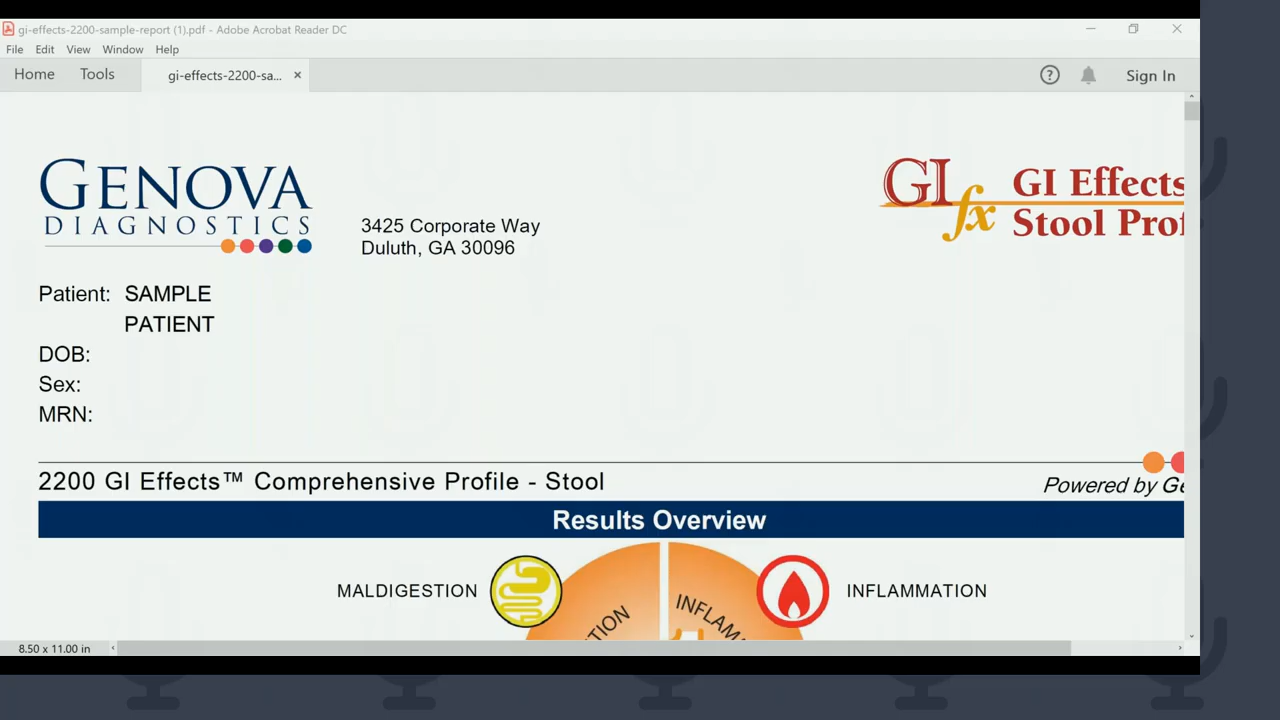 gi-effects-2200-sample-report (1).pdf - Adobe Acrobat Reader DC
File Edit View Window Help
Home Tools gi-effects-2200-sa... × ? Sign In
GENOVA
DIAGNOSTICS
3425 Corporate Way
Duluth, GA 30096
GI fx
GI Effects
Stool Prof
Patient: SAMPLE
PATIENT
DOB:
Sex:
MRN:
2200 GI Effects™ Comprehensive Profile - Stool
Powered by Ge
Results Overview
MALDIGESTION
TION
INFLAM
INFLAMMATION
8.50 x 11.00 in